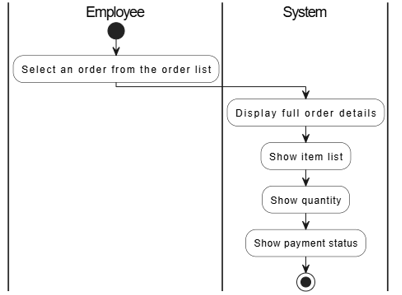 Employee
System
Select an order from the order list
Display full order details
Show item list
Show quantity
Show payment status